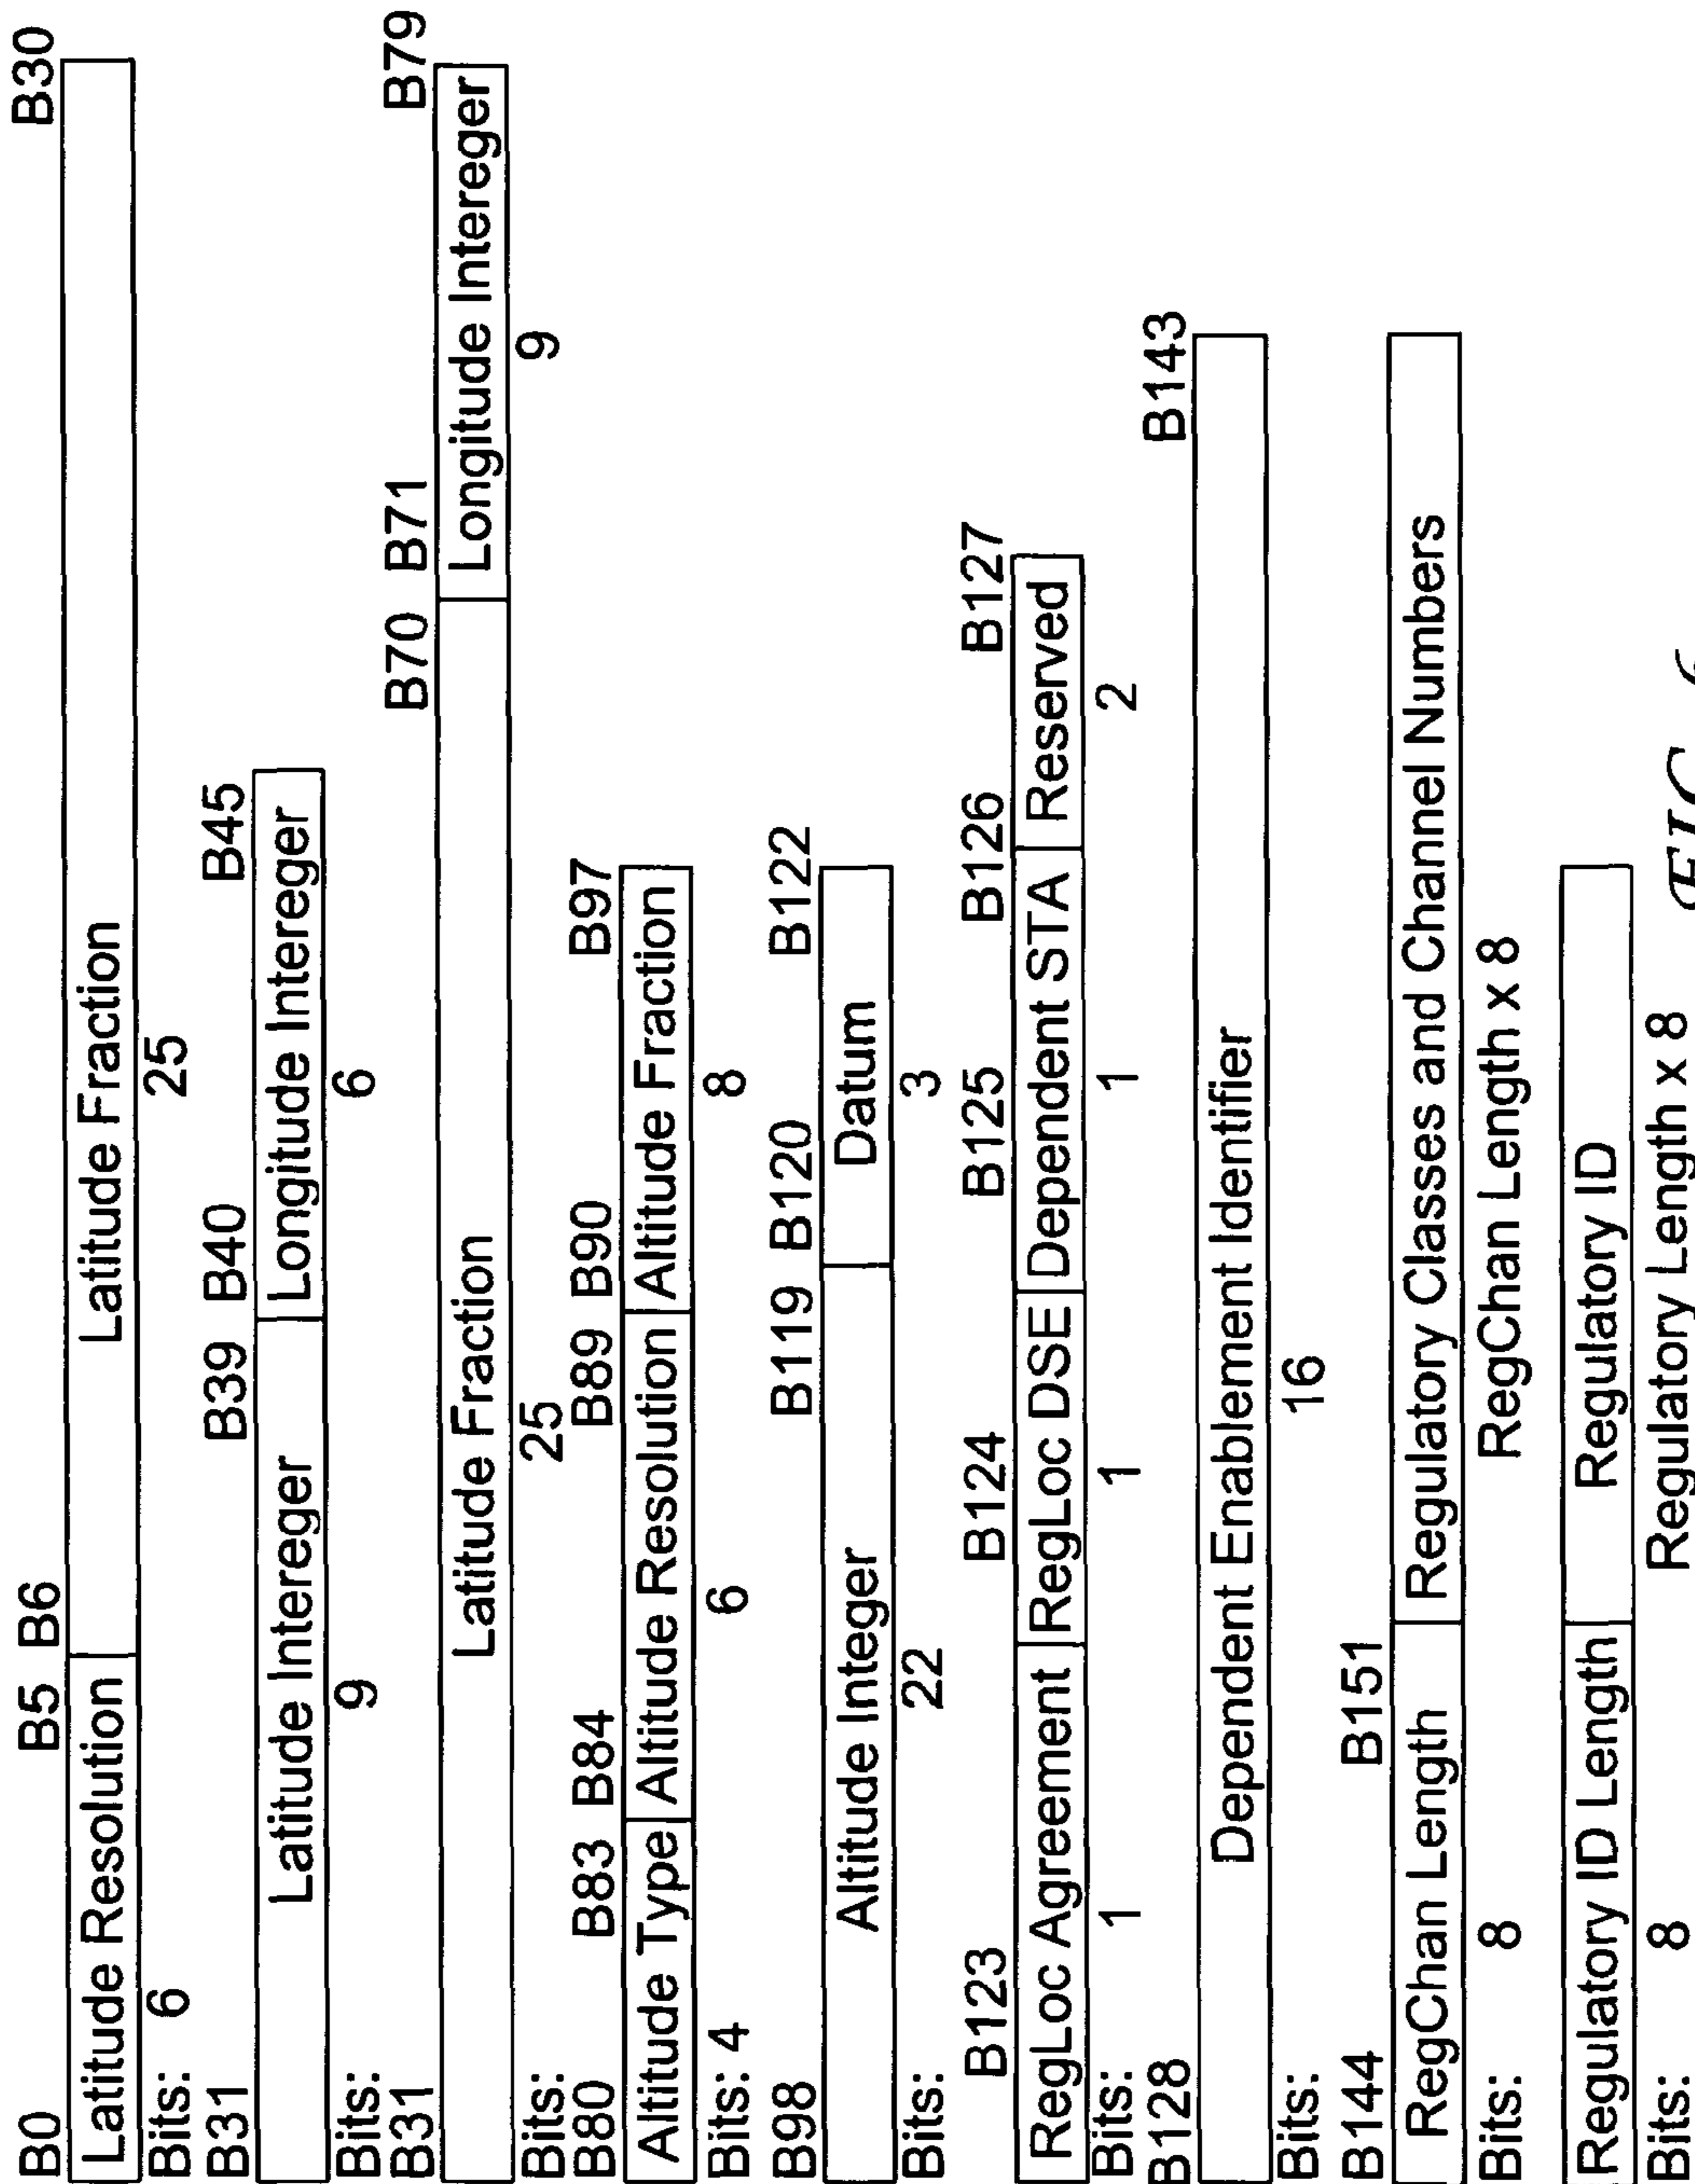 B0 B5 B6 B30
Latitude Resolution Latitude Fraction
Bits: 6 25
B31 B39 B40 B45
Latitude Intereger Longitude Intereger
Bits: 9 6
B31 B70 B71 B79
Latitude Fraction Longitude Intereger
Bits: 25 9
B80 B83 B84 B89 B90 B97
Altitude Type Altitude Resolution Altitude Fraction
Bits: 4 6 8
B98 B119 B120 B122
Altitude Integer Datum
Bits: 22 3
B123 B124 B125 B126 B127
RegLoc Agreement RegLoc DSE Dependent STA Reserved
Bits: 1 1 1 2
B128 B143
Dependent Enablement Identifier
Bits: 16
B144 B151
RegChan Length Regulatory Classes and Channel Numbers
Bits: 8 RegChan Length x 8
Regulatory ID Length Regulatory ID
Bits: 8 Regulatory Length x 8